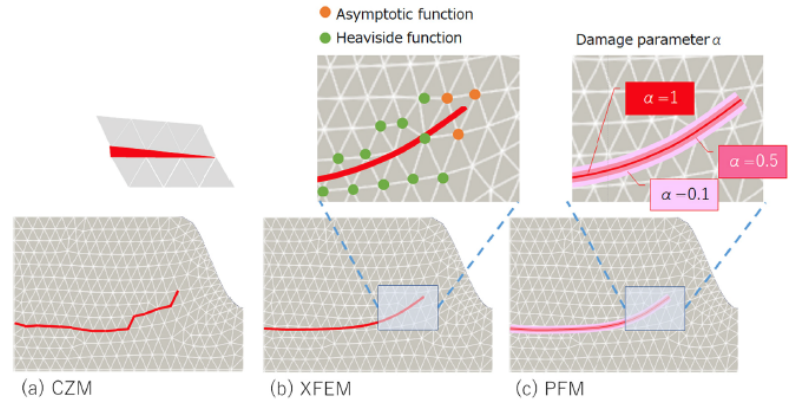 Asymptotic function
Heaviside function
Damage parameter α
α=1
α=0.5
α−0.1
(a) CZM
(b) XFEM
(c) PFM